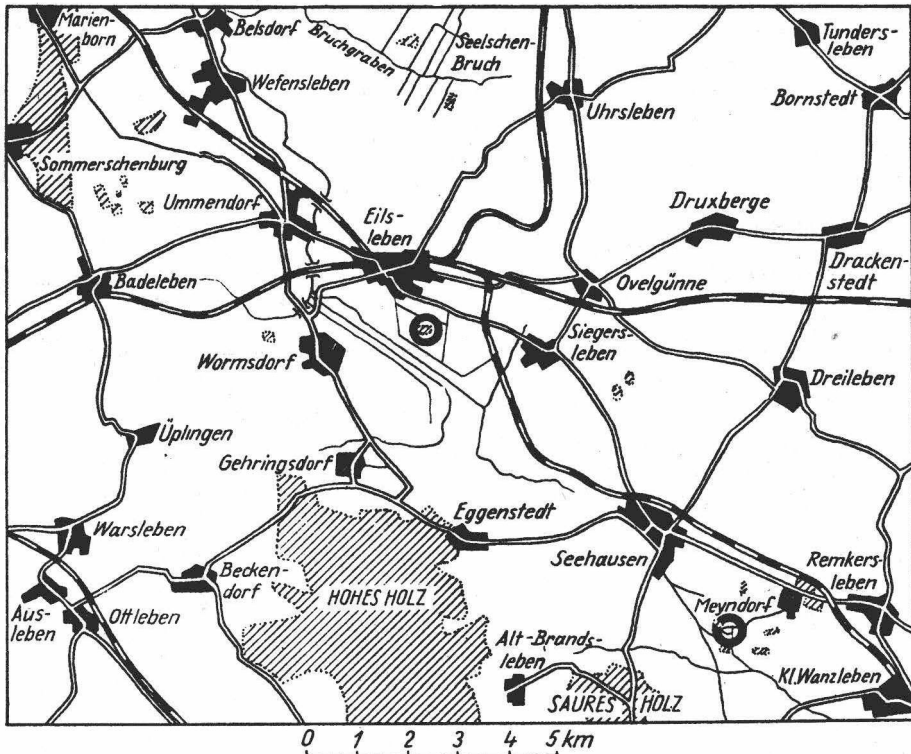 Marien-
born
Belsdorf
Bruchgraben
Seelschen-
Bruch
Tunders-
leben
Wefensleben
Uhrsleben
Bornstedt
Sommerschenburg
Ummendorf
Eils-
leben
Druxberge
Dracken-
stedt
Badeleben
Ovelgünne
Wormsdorf
Siegers-
leben
Dreileben
Üplingen
Gehringsdorf
Warsleben
Eggenstedt
Seehausen
Remkers-
leben
Becken-
dorf
HOHES HOLZ
Meyndorf
Aus-
leben
Ottleben
Alt-Brands-
leben
SAURES HOLZ
Kl.Wanzleben
0 1 2 3 4 5 km